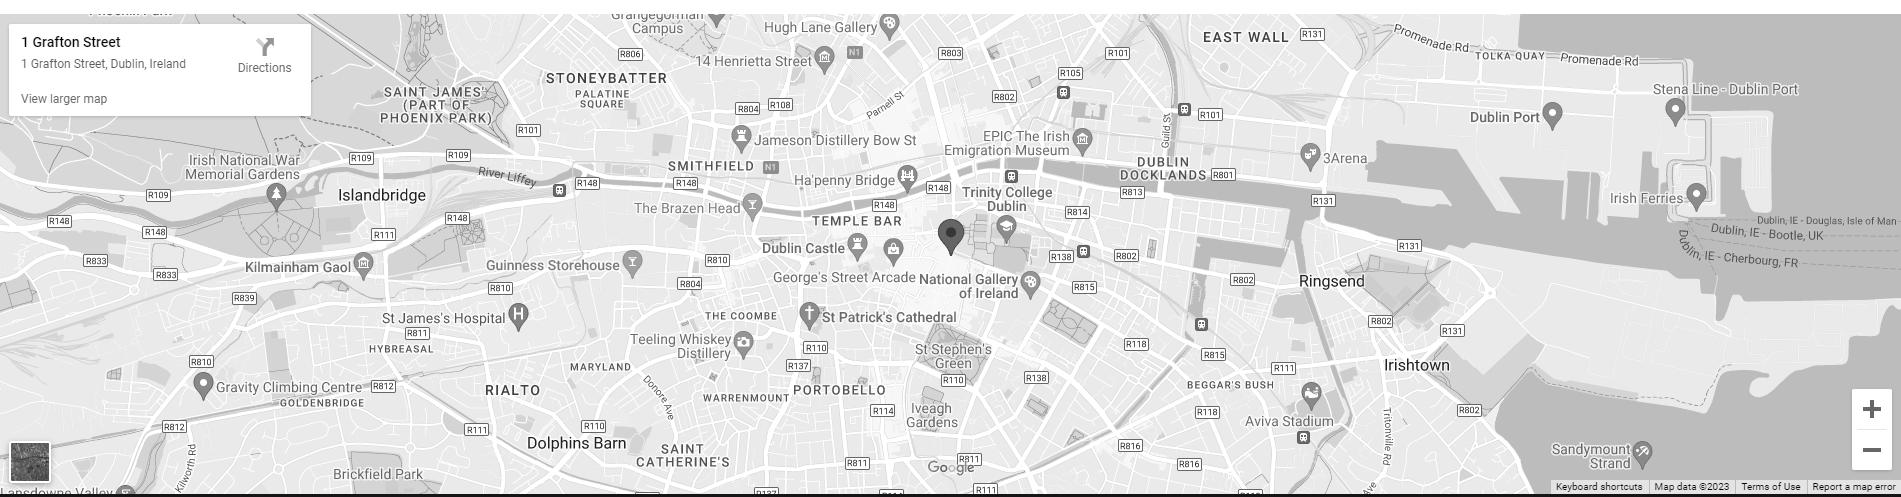 1 Grafton Street
1 Grafton Street, Dublin, Ireland
Directions
View larger map
Grangegorman
Campus
Hugh Lane Gallery
N1
R803
R806
14 Henrietta Street
R101
EAST WALL
R131
Promenade Rd
TOLKA QUAY
Promenade Rd
STONEYBATTER
PALATINE
SQUARE
SAINT JAMES'
(PART OF
PHOENIX PARK)
R105
Stena Line - Dublin Port
R804
R108
Parnell St
R802
R101
Dublin Port
R101
Guild St
Jameson Distillery Bow St
EPIC The Irish
Emigration Museum
3Arena
R109
R109
Irish National War
Memorial Gardens
SMITHFIELD
N1
DUBLIN
DOCKLANDS
R801
River Liffey
R148
R148
Ha'penny Bridge
R148
Trinity College
Dublin
R813
R109
Islandbridge
R131
Irish Ferries
The Brazen Head
R148
R814
R148
R148
R148
TEMPLE BAR
Dublin, IE - Douglas, Isle of Man
Dublin, IE - Bootle, UK
Dublin, IE - Cherbourg, FR
R111
Dublin Castle
R131
R833
R833
Kilmainham Gaol
Guinness Storehouse
R810
R138
R802
George's Street Arcade
National Gallery
of Ireland
R802
Ringsend
R839
R810
R804
R815
St James's Hospital
THE COOMBE
St Patrick's Cathedral
R802
R131
R811
HYBREASAL
Teeling Whiskey
Distillery
R110
St Stephen's
Green
R118
R815
R810
MARYLAND
R137
R111
Irishtown
Gravity Climbing Centre
R812
RIALTO
Donore Ave
PORTOBELLO
R110
R138
BEGGAR'S BUSH
GOLDENBRIDGE
WARRENMOUNT
R114
Iveagh
Gardens
R118
Aviva Stadium
R802
R812
R111
R110
Dolphins Barn
SAINT
CATHERINE'S
R816
Tritonville Rd
Kilworth Rd
Brickfield Park
R811
Google
R811
R816
Sandymount
Strand
Lansdowne Valley
R137
R111
Ave
Keyboard shortcuts
Map data ©2023
Terms of Use
Report a map error